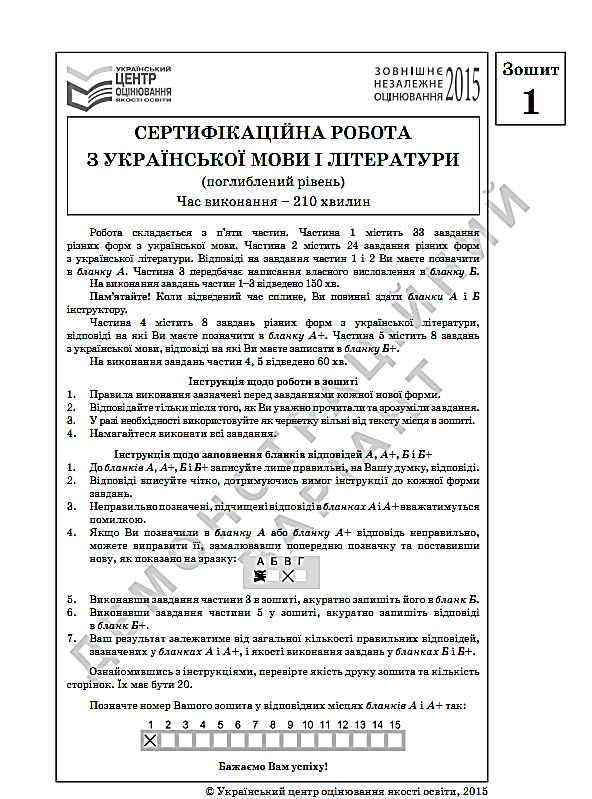 УКРАЇНСЬКИЙ
ЦЕНТР
ОЦІНЮВАННЯ
ЯКОСТІ ОСВІТИ
ЗОВНІШНЄ
НЕЗАЛЕЖНЕ
ОЦІНЮВАННЯ
2015
Зошит
1
СЕРТИФІКАЦІЙНА РОБОТА
З УКРАЇНСЬКОЇ МОВИ І ЛІТЕРАТУРИ
(поглиблений рівень)
Час виконання – 210 хвилин
Робота складається з п’яти частин. Частина 1 містить 33 завдання
різних форм з української мови. Частина 2 містить 24 завдання різних форм
з української літератури. Відповіді на завдання частин 1 і 2 Ви маєте позначити
в бланку А. Частина 3 передбачає написання власного висловлення в бланку Б.
На виконання завдань частин 1–3 відведено 150 хв.
Пам’ятайте! Коли відведений час сплине, Ви повинні здати бланки А і Б
інструктору.
Частина 4 містить 8 завдань різних форм з української літератури,
відповіді на які Ви маєте позначити в бланку А+. Частина 5 містить 8 завдань
з української мови, відповіді на які Ви маєте записати в бланку Б+.
На виконання завдань частин 4, 5 відведено 60 хв.
Інструкція щодо роботи в зошиті
1. Правила виконання зазначені перед завданнями кожної нової форми.
2. Відповідайте тільки після того, як Ви уважно прочитали та зрозуміли завдання.
3. У разі необхідності використовуйте як чернетку вільні від тексту місця в зошиті.
4. Намагайтеся виконати всі завдання.
Інструкція щодо заповнення бланків відповідей А, А+, Б і Б+
1. До бланків А, А+, Б і Б+ записуйте лише правильні, на Вашу думку, відповіді.
2. Відповіді вписуйте чітко, дотримуючись вимог інструкції до кожної форми
завдань.
3. Неправильно позначені, підчищені відповіді в бланках А і А+ вважатимуться
помилкою.
4. Якщо Ви позначили в бланку А або бланку А+ відповідь неправильно,
можете виправити її, замалювавши попередню позначку та поставивши
нову, як показано на зразку:
А Б В Г
5. Виконавши завдання частини 3 в зошиті, акуратно запишіть його в бланк Б.
6. Виконавши завдання частини 5 у зошиті, акуратно запишіть відповіді
в бланк Б+.
7. Ваш результат залежатиме від загальної кількості правильних відповідей,
зазначених у бланках А і А+, і якості виконання завдань у бланках Б і Б+.
Ознайомившись з інструкціями, перевірте якість друку зошита та кількість
сторінок. Їх має бути 20.
Позначте номер Вашого зошита у відповідних місцях бланків А і А+ так:
1 2 3 4 5 6 7 8 9 10 11 12 13 14 15
Бажаємо Вам успіху!
© Український центр оцінювання якості освіти, 2015
ДЕМОНСТРАЦІЙНИЙ
ВАРІАНТ